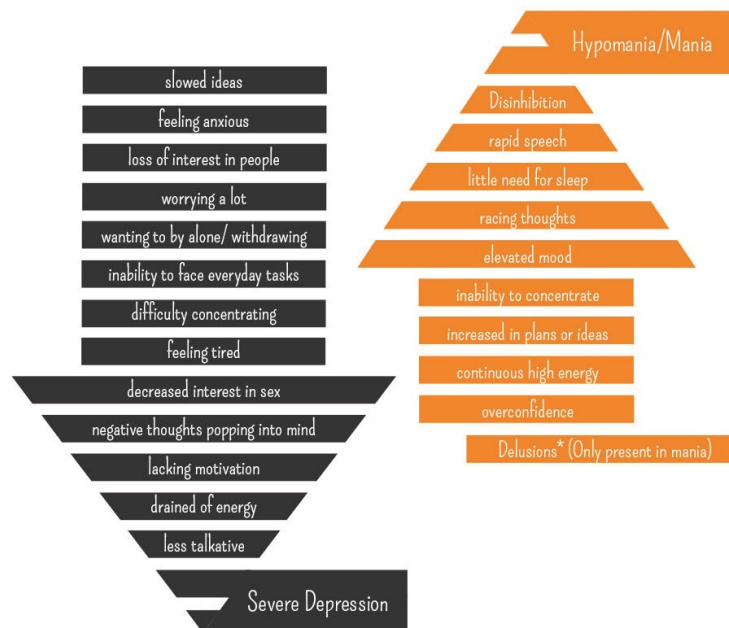 slowed ideas
feeling anxious
loss of interest in people
worrying a lot
wanting to by alone/ withdrawing
inability to face everyday tasks
difficulty concentrating
feeling tired
decreased interest in sex
negative thoughts popping into mind
lacking motivation
drained of energy
less talkative
Severe Depression
Hypomania/Mania
Disinhibition
rapid speech
little need for sleep
racing thoughts
elevated mood
inability to concentrate
increased in plans or ideas
continuous high energy
overconfidence
Delusions* (Only present in mania)